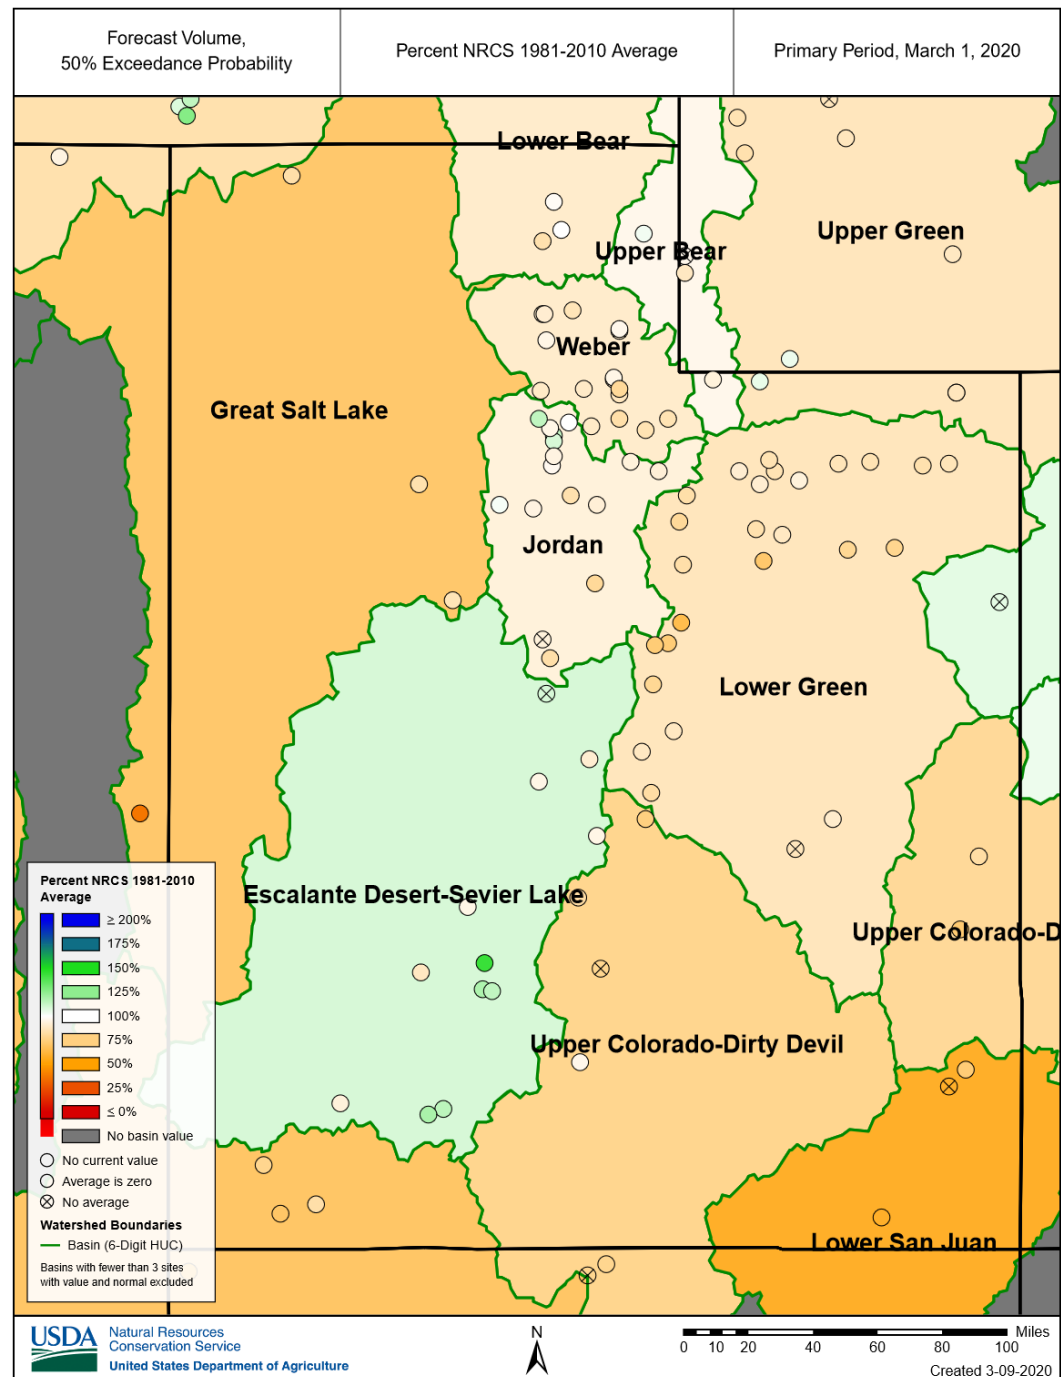 Forecast Volume,
50% Exceedance Probability
Percent NRCS 1981-2010 Average
Primary Period, March 1, 2020
Lower Bear
Upper Green
Upper Bear
Weber
Great Salt Lake
Jordan
Lower Green
Escalante Desert-Sevier Lake
Upper Colorado-D
Upper Colorado-Dirty Devil
Lower San Juan
Percent NRCS 1981-2010
Average
≥ 200%
175%
150%
125%
100%
75%
50%
25%
≤ 0%
No basin value
No current value
Average is zero
No average
Watershed Boundaries
Basin (6-Digit HUC)
Basins with fewer than 3 sites
with value and normal excluded
USDA
Natural Resources
Conservation Service
United States Department of Agriculture
N
Miles
0 10 20 40 60 80 100
Created 3-09-2020